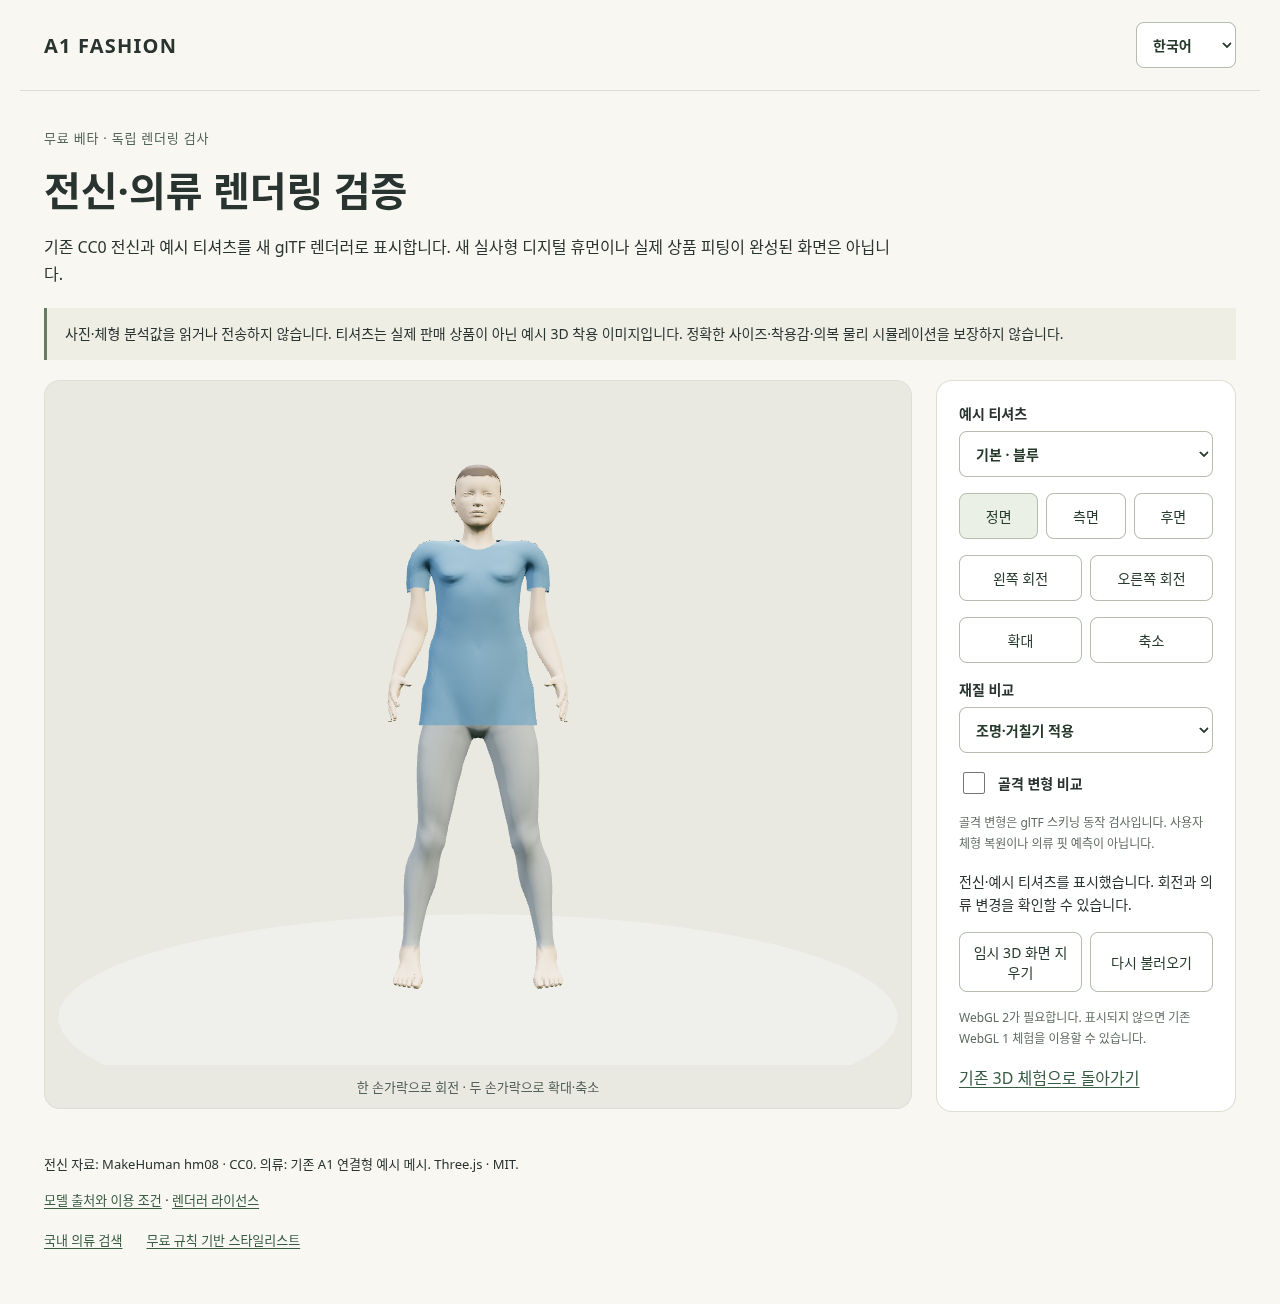 A1 FASHION
한국어
무료 베타 · 독립 렌더링 검사
전신·의류 렌더링 검증
기존 CC0 전신과 예시 티셔츠를 새 glTF 렌더러로 표시합니다. 새 실사형 디지털 휴먼이나 실제 상품 피팅이 완성된 화면은 아닙니
다.
사진·체형 분석값을 읽거나 전송하지 않습니다. 티셔츠는 실제 판매 상품이 아닌 예시 3D 착용 이미지입니다. 정확한 사이즈·착용감·의복 물리 시뮬레이션을 보장하지 않습니다.
한 손가락으로 회전 · 두 손가락으로 확대·축소
예시 티셔츠
기본 · 블루
정면
측면
후면
왼쪽 회전
오른쪽 회전
확대
축소
재질 비교
조명·거칠기 적용
골격 변형 비교
골격 변형은 glTF 스키닝 동작 검사입니다. 사용자
체형 복원이나 의류 핏 예측이 아닙니다.
전신·예시 티셔츠를 표시했습니다. 회전과 의
류 변경을 확인할 수 있습니다.
임시 3D 화면 지
우기
다시 불러오기
WebGL 2가 필요합니다. 표시되지 않으면 기존
WebGL 1 체험을 이용할 수 있습니다.
기존 3D 체험으로 돌아가기
전신 자료: MakeHuman hm08 · CC0. 의류: 기존 A1 연결형 예시 메시. Three.js · MIT.
모델 출처와 이용 조건 · 렌더러 라이선스
국내 의류 검색
무료 규칙 기반 스타일리스트